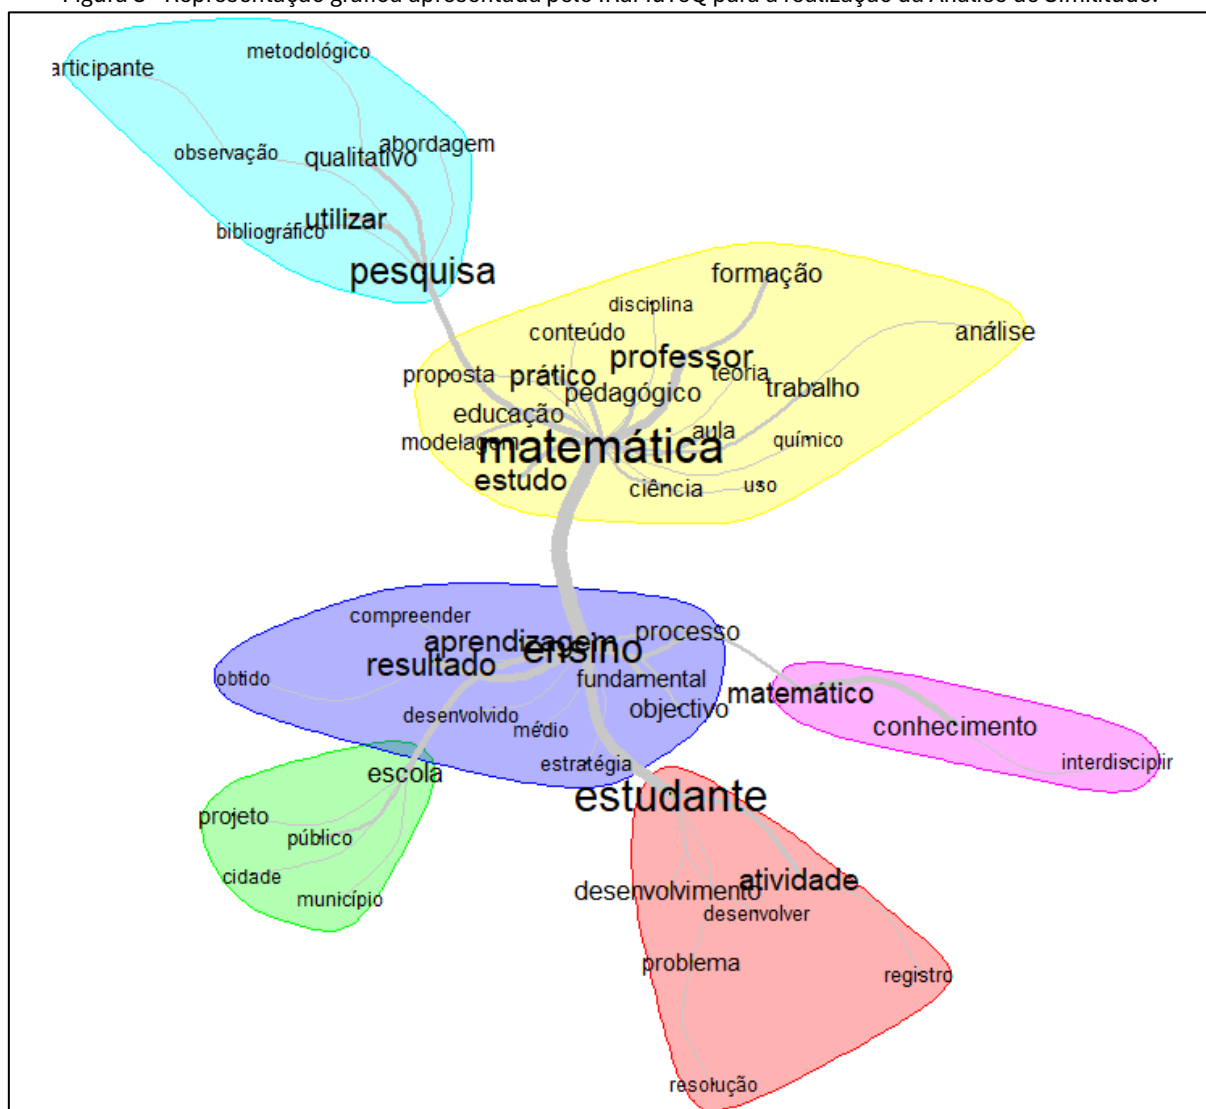 Figura - Representação gráfica apresentada pelo IRaMuTeQ para a realização da Análise de Similitude.
metodológico
articipante
abordagem
observação
qualitativo
utilizar
bibliográfico
pesquisa
formação
disciplina
conteúdo
análise
professor
teoria
proposta
prático
pedagógico
trabalho
educação
aula
modelagem
matemática
químico
estudo
ciência
uso
compreender
processo
aprendizagem
ensino
resultado
obtido
fundamental
matemático
objectivo
desenvolvido
médio
conhecimento
estratégia
interdisciplir
escola
estudante
projeto
público
cidade
atividade
desenvolvimento
município
desenvolver
problema
registro
resolução